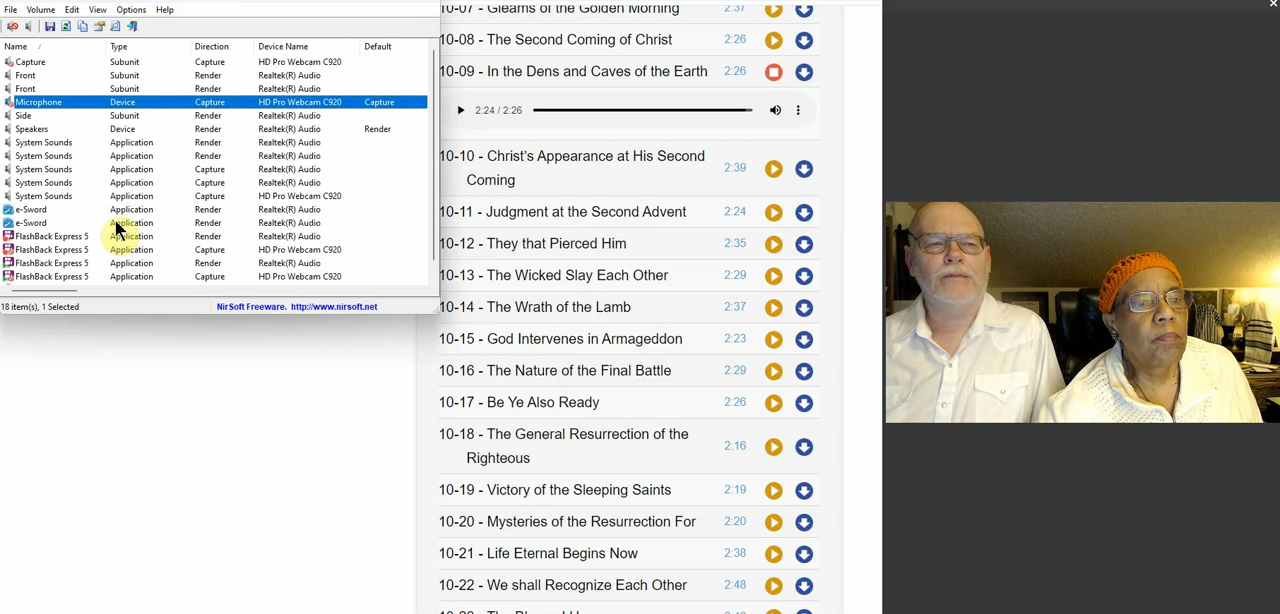 File Volume Edit View Options Help
Name Type Direction Device Name Default
Capture Subunit Capture HD Pro Webcam C920
Front Subunit Render Realtek(R) Audio
Front Subunit Render Realtek(R) Audio
Microphone Device Capture HD Pro Webcam C920 Capture
Side Subunit Render Realtek(R) Audio
Speakers Device Render Realtek(R) Audio Render
System Sounds Application Render Realtek(R) Audio
System Sounds Application Render Realtek(R) Audio
System Sounds Application Capture Realtek(R) Audio
System Sounds Application Render Realtek(R) Audio
System Sounds Application Capture HD Pro Webcam C920
e-Sword Application Render Realtek(R) Audio
e-Sword Application Render Realtek(R) Audio
FlashBack Express 5 Application Render Realtek(R) Audio
FlashBack Express 5 Application Capture HD Pro Webcam C920
FlashBack Express 5 Application Render Realtek(R) Audio
FlashBack Express 5 Application Capture HD Pro Webcam C920
18 item(s), 1 Selected NirSoft Freeware. http://www.nirsoft.net
10-07 - Gleams of the Golden Morning 2:37
10-08 - The Second Coming of Christ 2:26
10-09 - In the Dens and Caves of the Earth 2:26
2:24 / 2:26
10-10 - Christ's Appearance at His Second 2:39
Coming
10-11 - Judgment at the Second Advent 2:24
10-12 - They that Pierced Him 2:35
10-13 - The Wicked Slay Each Other 2:29
10-14 - The Wrath of the Lamb 2:37
10-15 - God Intervenes in Armageddon 2:23
10-16 - The Nature of the Final Battle 2:29
10-17 - Be Ye Also Ready 2:26
10-18 - The General Resurrection of the 2:16
Righteous
10-19 - Victory of the Sleeping Saints 2:19
10-20 - Mysteries of the Resurrection For 2:20
10-21 - Life Eternal Begins Now 2:38
10-22 - We shall Recognize Each Other 2:48